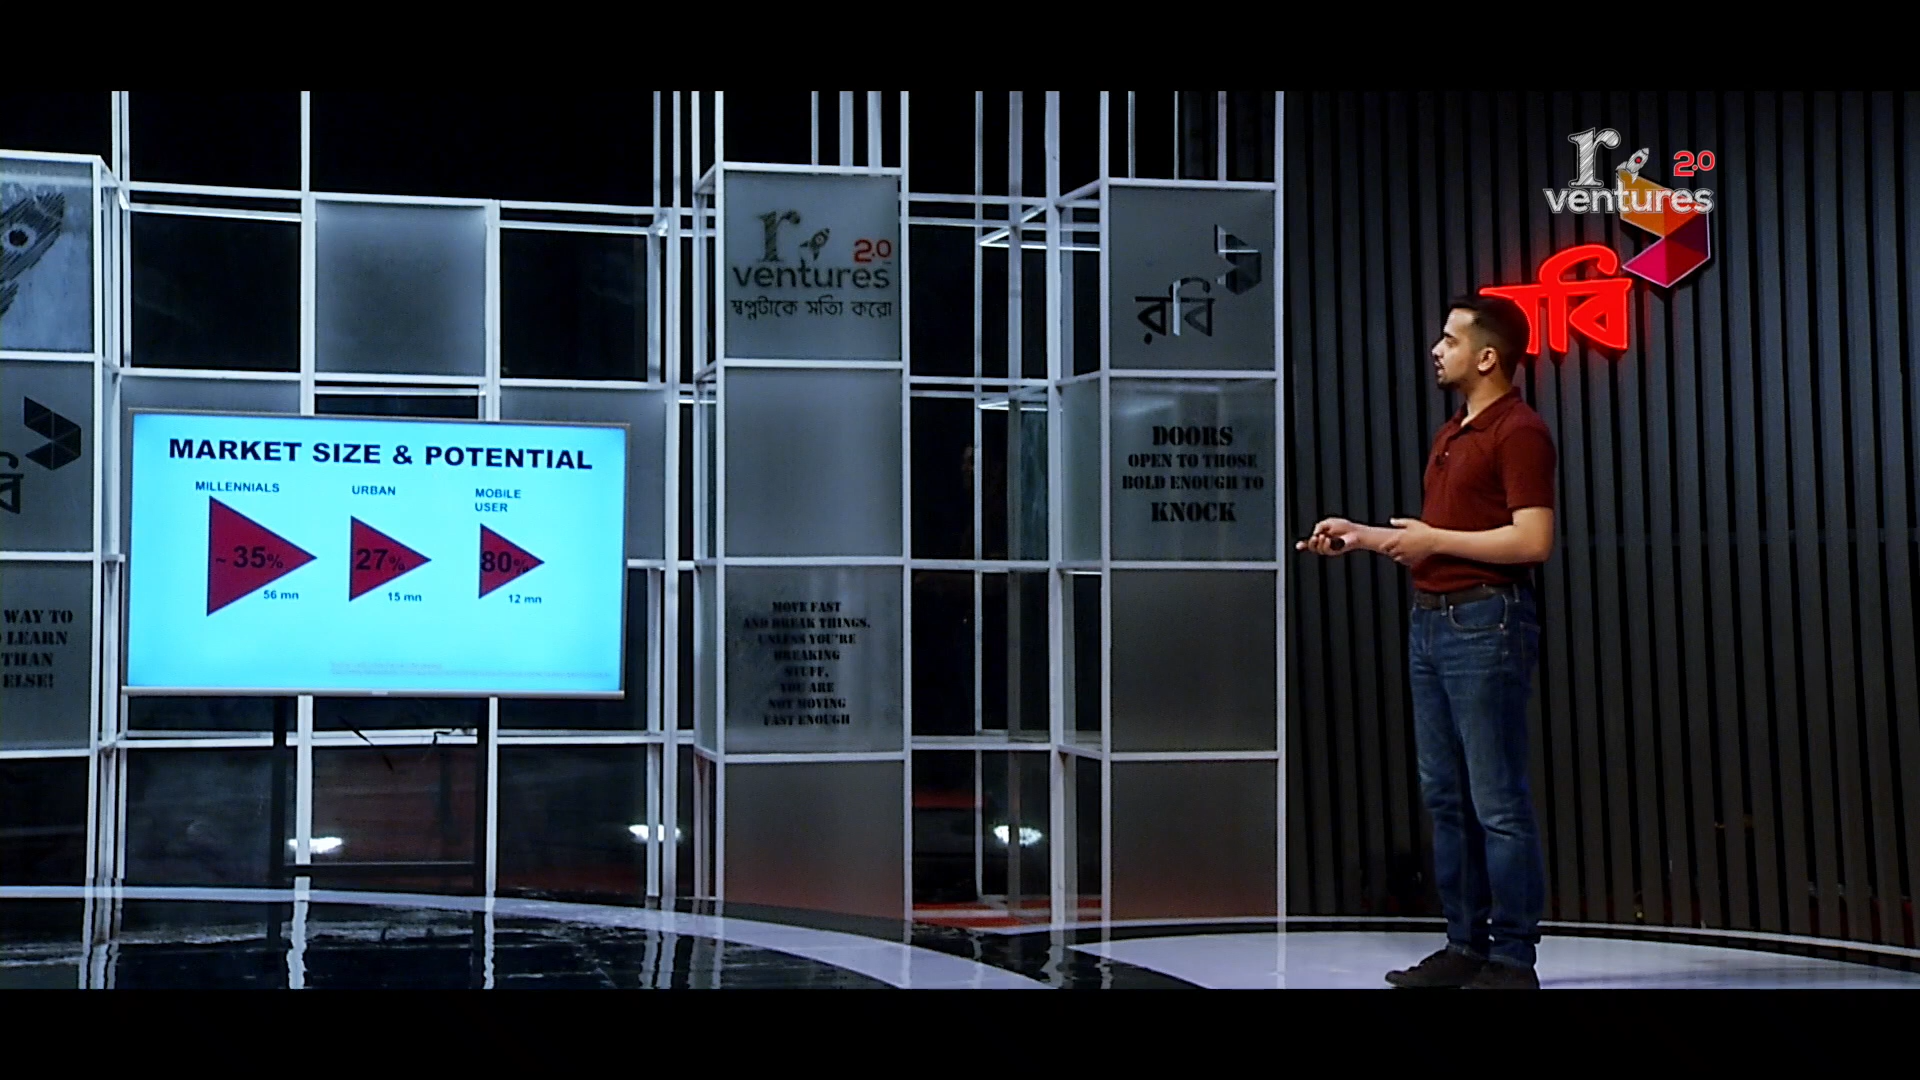 r
2.0
ventures
রবি
r
2.0
ventures
স্বপ্নটাকে সত্যি করো
রবি
MARKET SIZE & POTENTIAL
MILLENNIALS
URBAN
MOBILE
USER
~ 35%
27%
80%
56 mn
15 mn
12 mn
DOORS
OPEN TO THOSE
BOLD ENOUGH TO
KNOCK
MOVE FAST
AND BREAK THINGS.
UNLESS YOU'RE
BREAKING
STUFF,
YOU ARE
NOT MOVING
FAST ENOUGH
WAY TO
LEARN
THAN
ELSE!